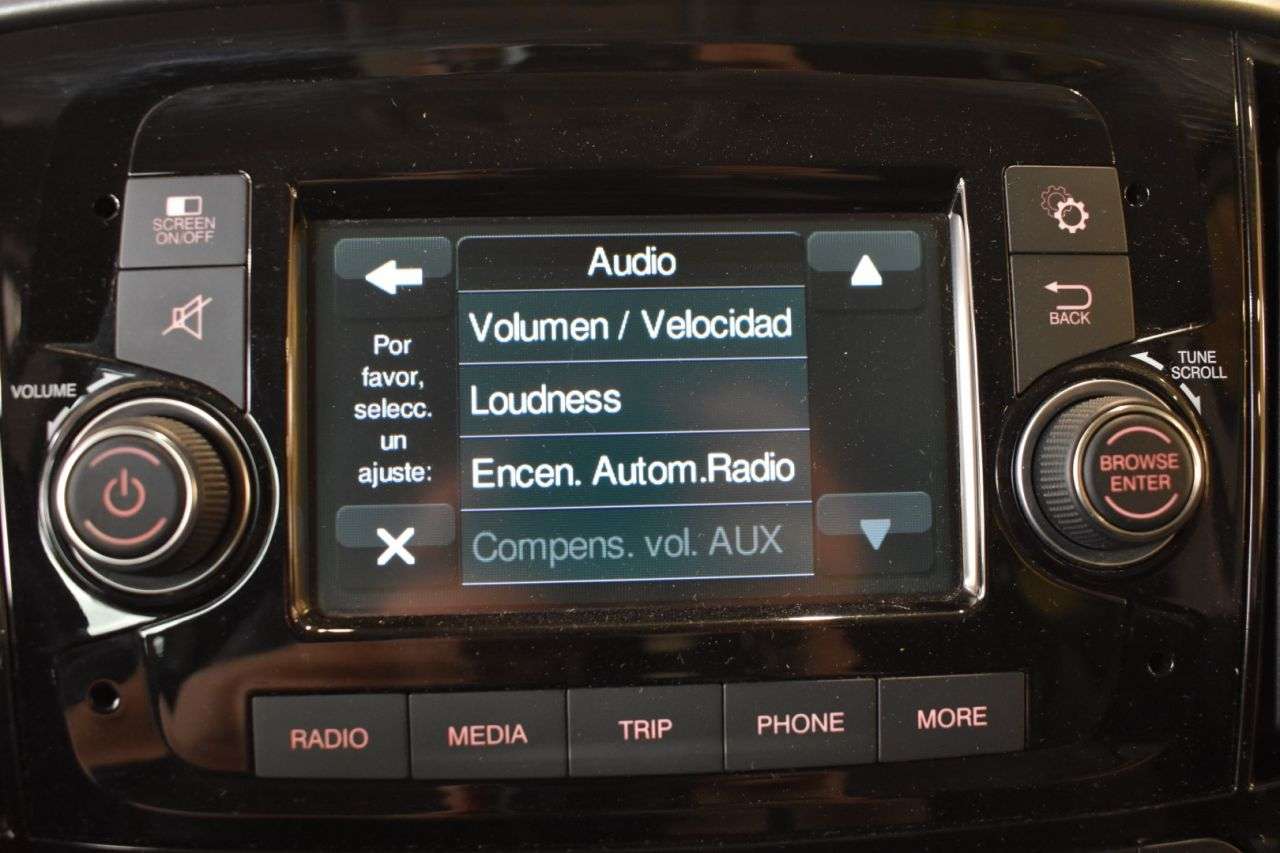 SCREEN
ON/OFF
VOLUME
Por
favor,
selecc.
un
ajuste:
Audio
Volumen / Velocidad
Loudness
Encen. Autom.Radio
Compens. vol. AUX
BACK
TUNE
SCROLL
BROWSE
ENTER
RADIO
MEDIA
TRIP
PHONE
MORE